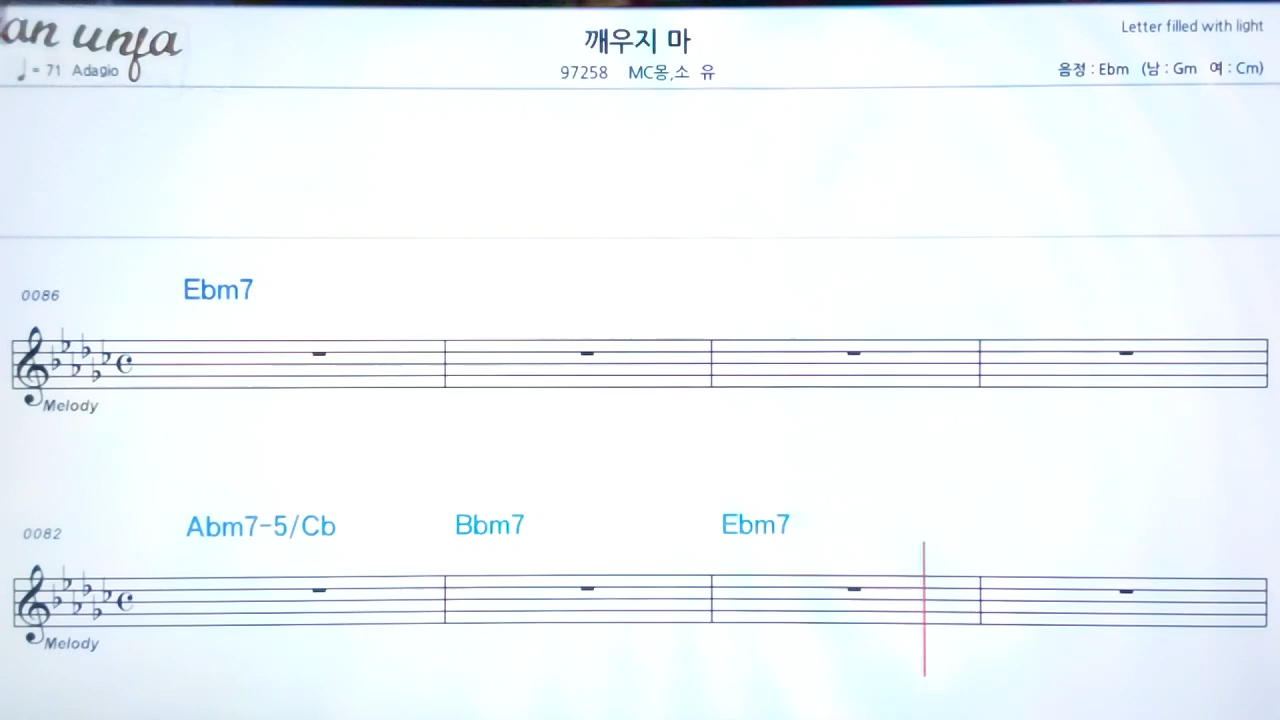 an unfa
♩ = 71 Adagio
깨우지 마
97258 MC몽,소 유
Letter filled with light
음정 : Ebm (남 : Gm 여 : Cm)
0086
Ebm7
Melody
0082
Abm7-5/Cb
Bbm7
Ebm7
Melody